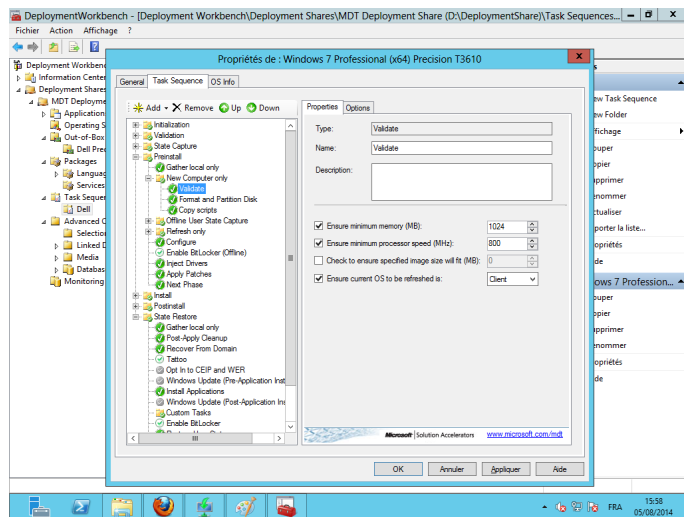 DeploymentWorkbench - [Deployment Workbench\Deployment Shares\MDT Deployment Share (D:\DeploymentShare)\Task Sequences...
Fichier Action Affichage ?
Deployment Workben
Information Center
Deployment Shares
MDT Deployme
Application
Operating S
Out-of-Box
Dell Pre
Packages
Languag
Services
Task Sequer
Dell
Advanced C
Selection
Linked D
Media
Databas
Monitoring
Propriétés de : Windows 7 Professional (x64) Precision T3610
General Task Sequence OS Info
Add Remove Up Down
Initialization
Validation
State Capture
Preinstall
Gather local only
New Computer only
Validate
Format and Partition Disk
Copy scripts
Offline User State Capture
Refresh only
Configure
Enable BitLocker (Offline)
Inject Drivers
Apply Patches
Next Phase
Install
Postinstall
State Restore
Gather local only
Post-Apply Cleanup
Recover From Domain
Tattoo
Opt In to CEIP and WER
Windows Update (Pre-Application Inst
Install Applications
Windows Update (Post-Application Ins
Custom Tasks
Enable BitLocker
Properties Options
Type: Validate
Name: Validate
Description:
Ensure minimum memory (MB): 1024
Ensure minimum processor speed (MHz): 800
Check to ensure specified image size will fit (MB): 0
Ensure current OS to be refreshed is: Client
Microsoft Solution Accelerators www.microsoft.com/mdt
OK Annuler Appliquer Aide
s
ew Task Sequence
ew Folder
ffichage
ouper
opier
upprimer
enommer
ctualiser
porter la liste...
opriétés
de
ows 7 Profession...
ouper
opier
upprimer
enommer
opriétés
de
FRA 15:58
05/08/2014